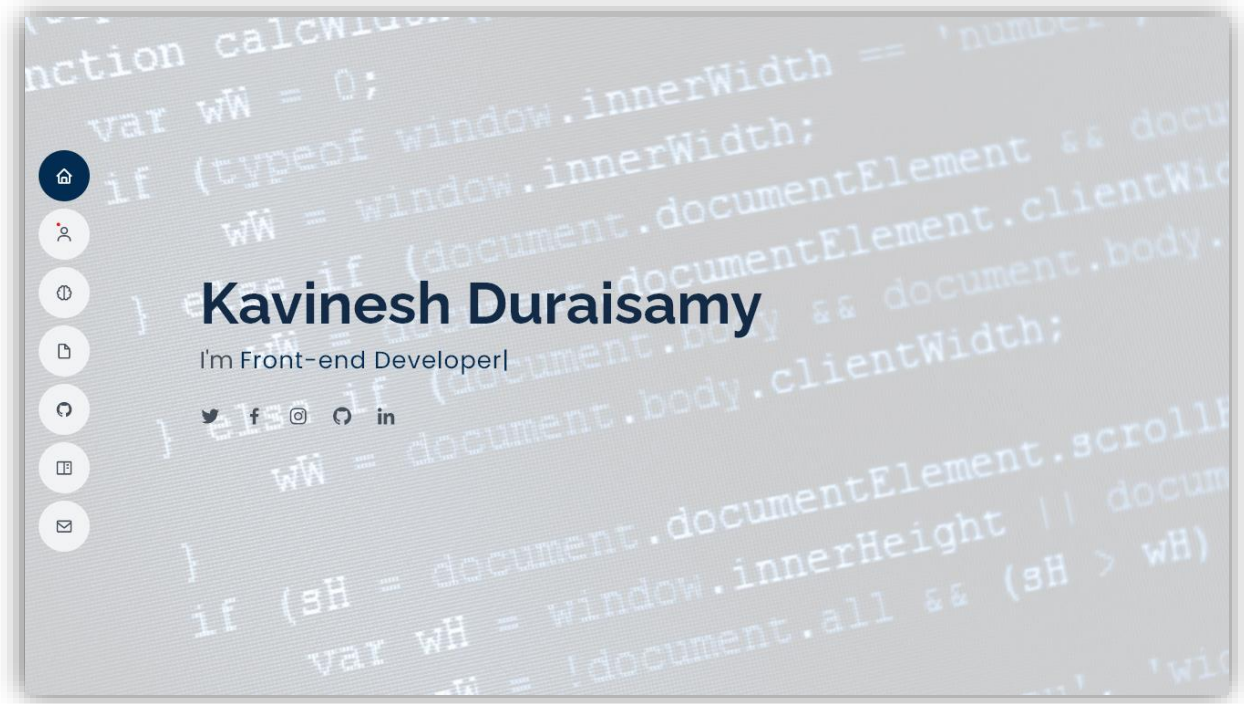 nction calcWidth(
var wW = 0;
if (typeof window.innerWidth == 'number',
wW = window.innerWidth;
} else if (document.documentElement && docu
wW = document.documentElement.clientWid
} else if (document.body && document.body.
wW = document.body.clientWidth;
}
if (sH = document.documentElement.scrollH
var wH = window.innerHeight || docum
= !document.all && (sH > wH)
Kavinesh Duraisamy
I'm Front-end Developer|